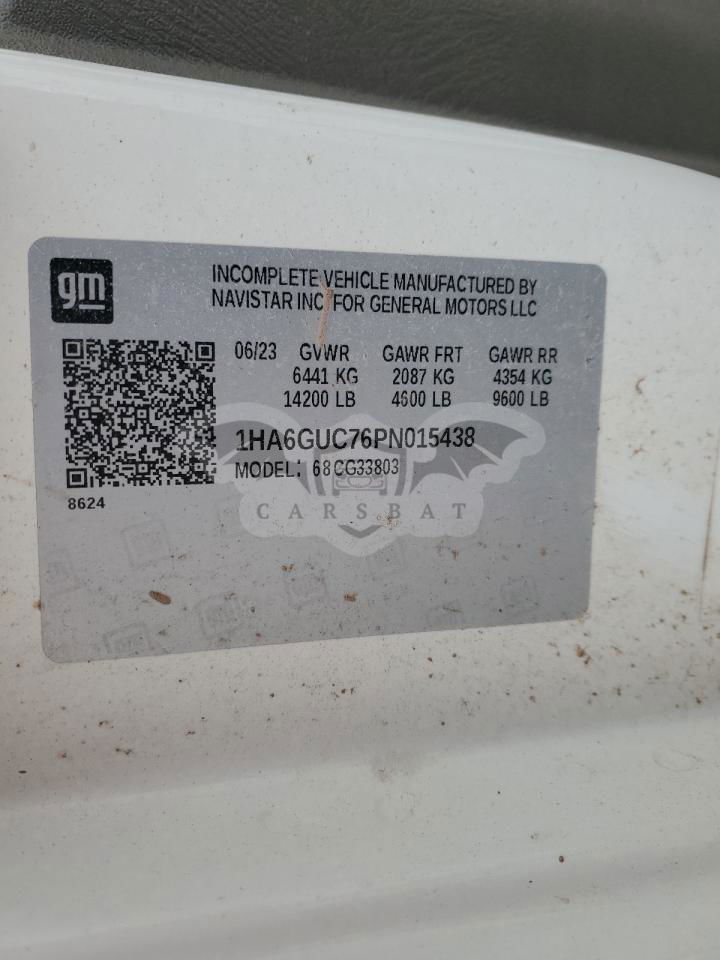 gm
INCOMPLETE VEHICLE MANUFACTURED BY
NAVISTAR INC FOR GENERAL MOTORS LLC
06/23 GVWR GAWR FRT GAWR RR
6441 KG 2087 KG 4354 KG
14200 LB 4600 LB 9600 LB
1HA6GUC76PN015438
MODEL: 68CG33803
8624
CARSBAT